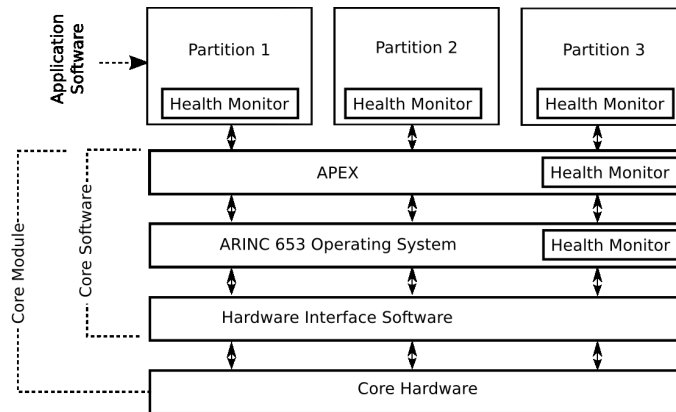 Application
Software
Partition 1
Partition 2
Partition 3
Health Monitor
Health Monitor
Health Monitor
APEX
Health Monitor
ARINC 653 Operating System
Health Monitor
Hardware Interface Software
Core Hardware
Core Software
Core Module